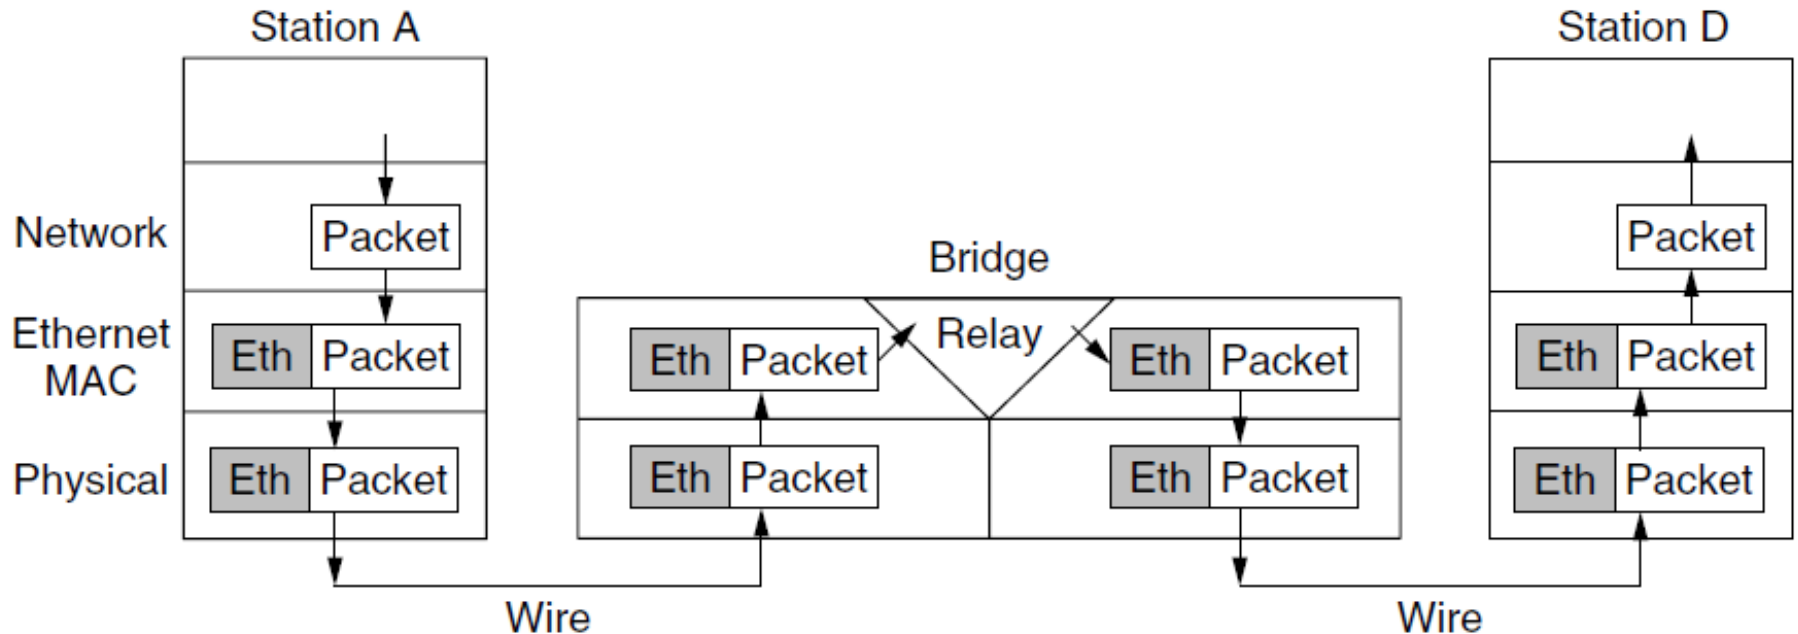 Station A
Station D
Network
Packet
Packet
Bridge
Ethernet
MAC
Eth Packet
Eth Packet
Relay
Eth Packet
Eth Packet
Physical
Eth Packet
Eth Packet
Eth Packet
Eth Packet
Wire
Wire